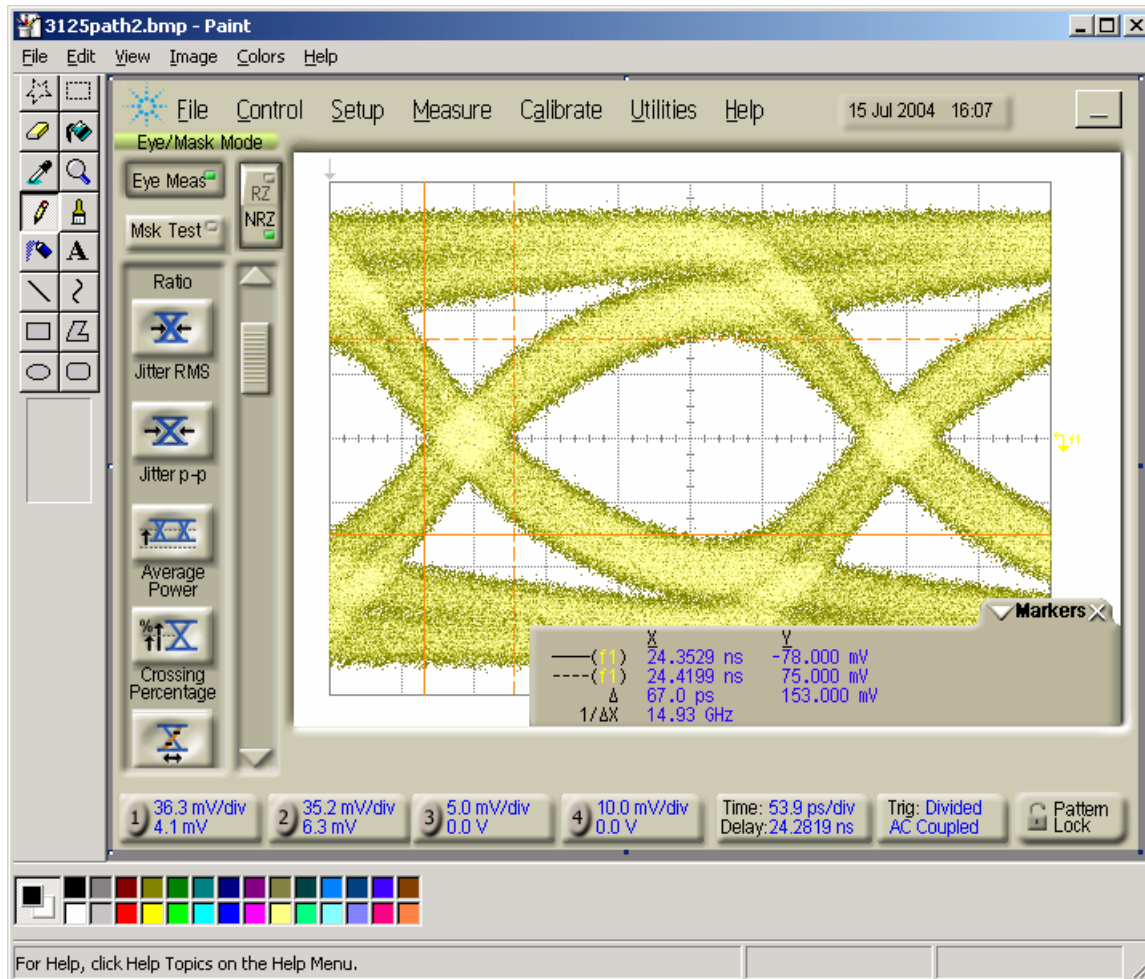 3125path2.bmp - Paint
File Edit View Image Colors Help
File Control Setup Measure Calibrate Utilities Help 15 Jul 2004 16:07
Eye/Mask Mode
Eye Meas
RZ
NRZ
Msk Test
Ratio
Jitter RMS
Jitter p-p
Average
Power
%
Crossing
Percentage
f1
Markers
X Y
(f1) 24.3529 ns -78.000 mV
(f1) 24.4199 ns 75.000 mV
Δ 67.0 ps 153.000 mV
1/ΔX 14.93 GHz
1 36.3 mV/div
4.1 mV
2 35.2 mV/div
6.3 mV
3 5.0 mV/div
0.0 V
4 10.0 mV/div
0.0 V
Time: 53.9 ps/div
Delay:24.2819 ns
Trig: Divided
AC Coupled
Pattern
Lock
A
For Help, click Help Topics on the Help Menu.